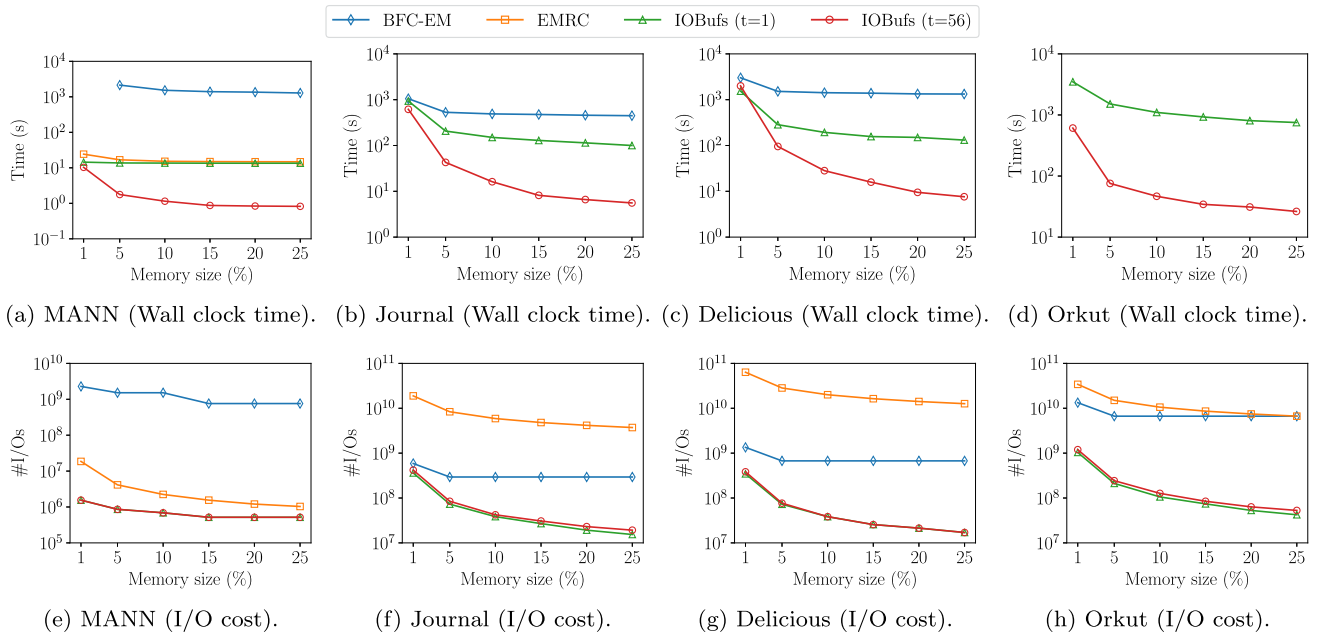 BFC-EM EMRC IOBufs (t=1) IOBufs (t=56)
10^4
10^3
10^2
10^1
10^0
10^−1
Time (s)
1 5 10 15 20 25
Memory size (%)
(a) MANN (Wall clock time).
10^4
10^3
10^2
10^1
10^0
Time (s)
1 5 10 15 20 25
Memory size (%)
(b) Journal (Wall clock time).
10^4
10^3
10^2
10^1
10^0
Time (s)
1 5 10 15 20 25
Memory size (%)
(c) Delicious (Wall clock time).
10^4
10^3
10^2
10^1
Time (s)
1 5 10 15 20 25
Memory size (%)
(d) Orkut (Wall clock time).
10^10
10^9
10^8
10^7
10^6
10^5
#I/Os
1 5 10 15 20 25
Memory size (%)
(e) MANN (I/O cost).
10^11
10^10
10^9
10^8
10^7
#I/Os
1 5 10 15 20 25
Memory size (%)
(f) Journal (I/O cost).
10^11
10^10
10^9
10^8
10^7
#I/Os
1 5 10 15 20 25
Memory size (%)
(g) Delicious (I/O cost).
10^11
10^10
10^9
10^8
10^7
#I/Os
1 5 10 15 20 25
Memory size (%)
(h) Orkut (I/O cost).